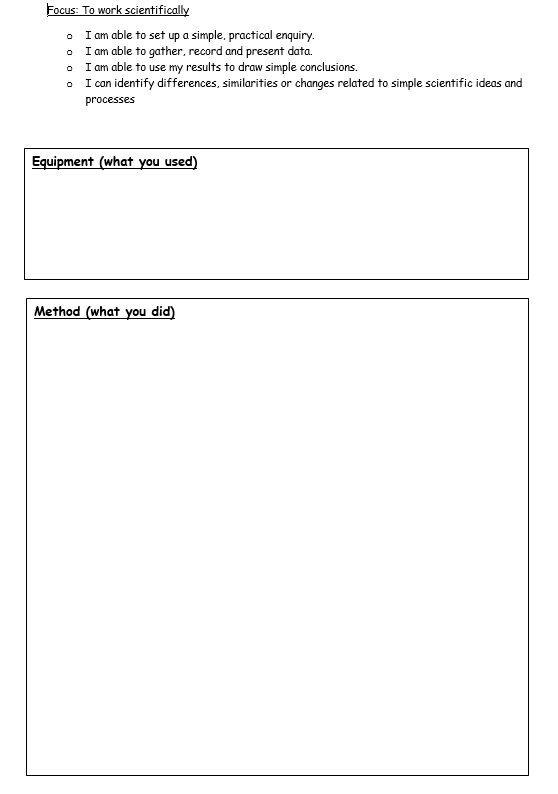 Focus: To work scientifically
o I am able to set up a simple, practical enquiry.
o I am able to gather, record and present data.
o I am able to use my results to draw simple conclusions.
o I can identify differences, similarities or changes related to simple scientific ideas and
processes
Equipment (what you used)
Method (what you did)